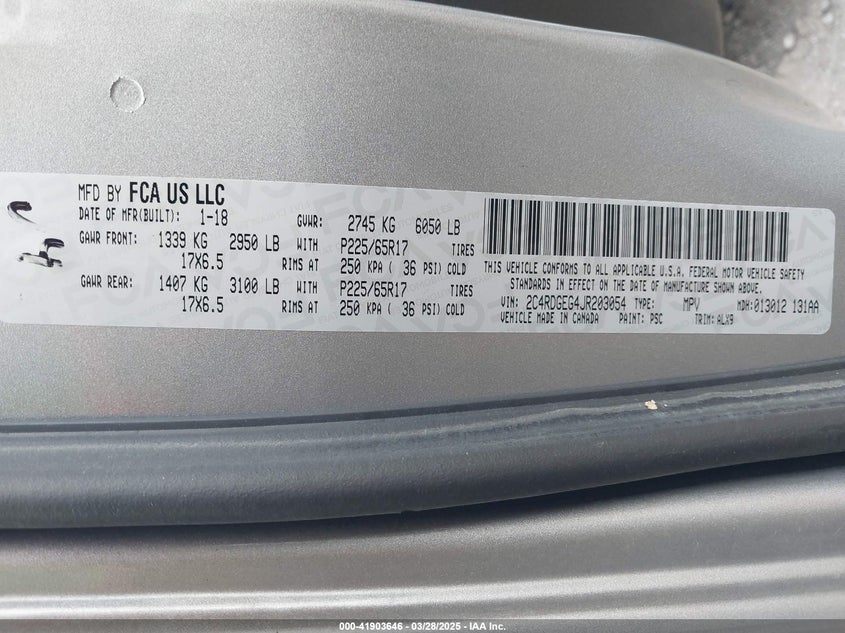 MFD BY FCA US LLC
DATE OF MFR(BUILT): 1-18 GVWR: 2745 KG 6050 LB
GAWR FRONT: 1339 KG 2950 LB WITH P225/65R17 TIRES
17X6.5 RIMS AT 250 KPA ( 36 PSI) COLD
GAWR REAR: 1407 KG 3100 LB WITH P225/65R17 TIRES
17X6.5 RIMS AT 250 KPA ( 36 PSI) COLD
THIS VEHICLE CONFORMS TO ALL APPLICABLE U.S.A. FEDERAL MOTOR VEHICLE SAFETY
STANDARDS IN EFFECT ON THE DATE OF MANUFACTURE SHOWN ABOVE.
VIN: 2C4RDGEG4JR203054 TYPE: MPV MDH:013012 131AA
VEHICLE MADE IN CANADA PAINT: PSC TRIM: ALX9
000-41903646 - 03/28/2025 - IAA Inc.